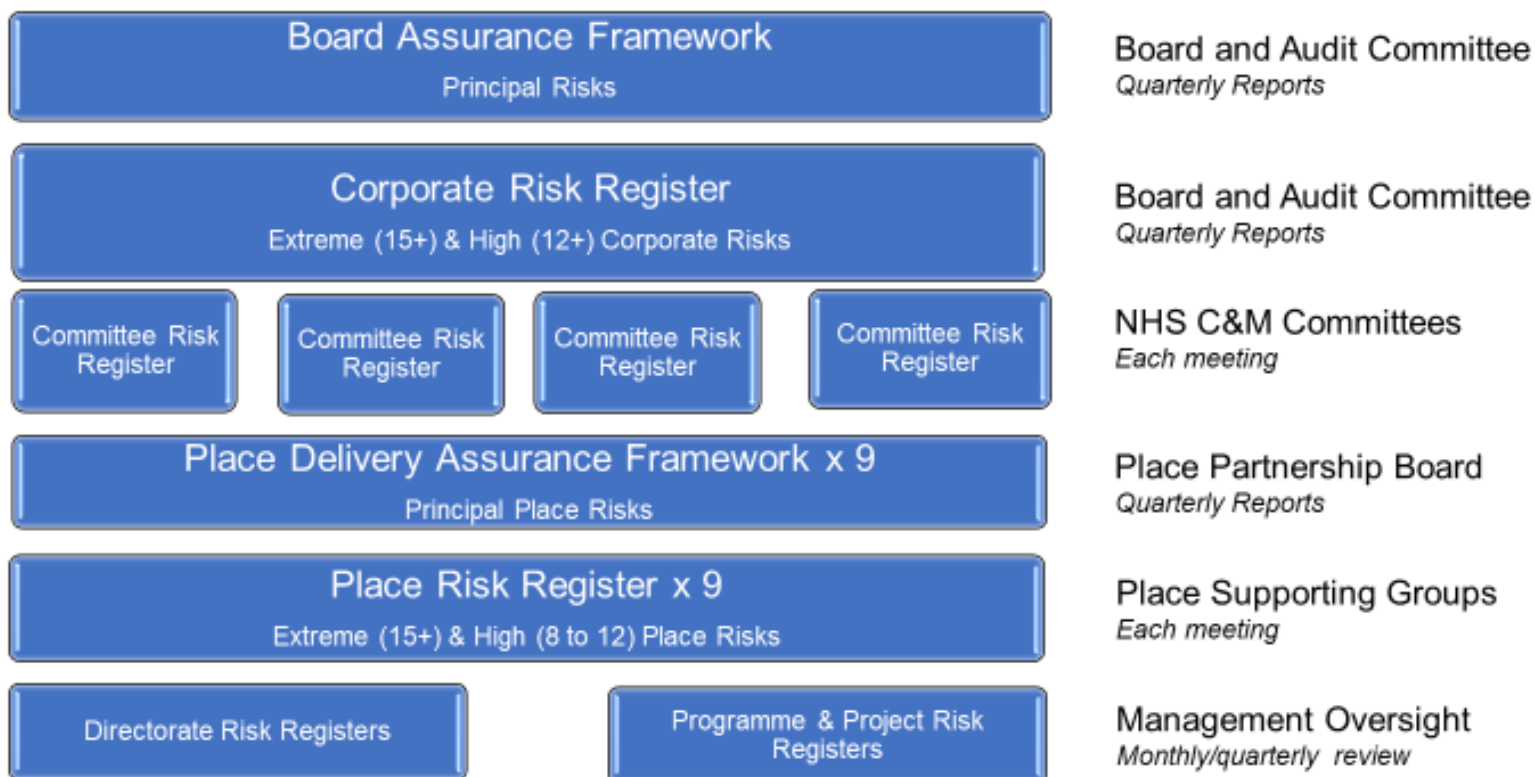 Board Assurance Framework
Principal Risks
Board and Audit Committee
Quarterly Reports
Corporate Risk Register
Extreme (15+) & High (12+) Corporate Risks
Board and Audit Committee
Quarterly Reports
Committee Risk
Register
Committee Risk
Register
Committee Risk
Register
Committee Risk
Register
NHS C&M Committees
Each meeting
Place Delivery Assurance Framework x 9
Principal Place Risks
Place Partnership Board
Quarterly Reports
Place Risk Register x 9
Extreme (15+) & High (8 to 12) Place Risks
Place Supporting Groups
Each meeting
Directorate Risk Registers
Programme & Project Risk
Registers
Management Oversight
Monthly/quarterly review